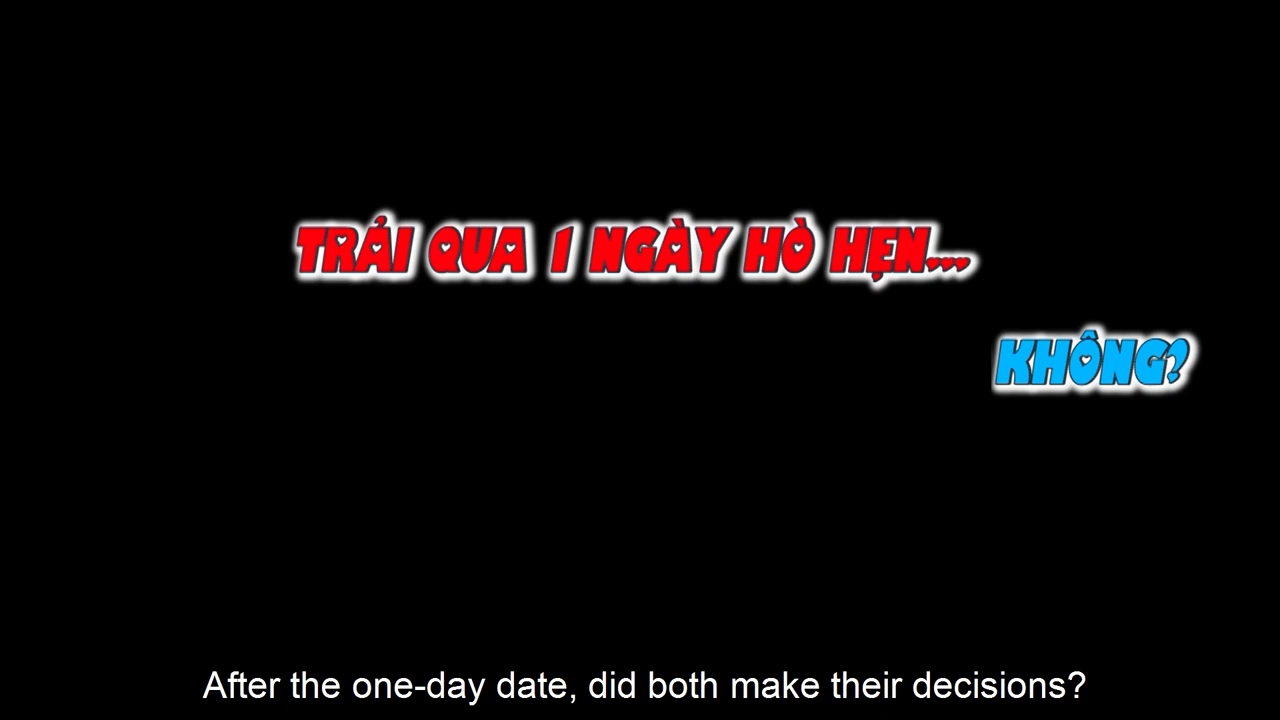 TRẢI QUA 1 NGÀY HÒ HẸN...
KHÔNG?
After the one-day date, did both make their decisions?